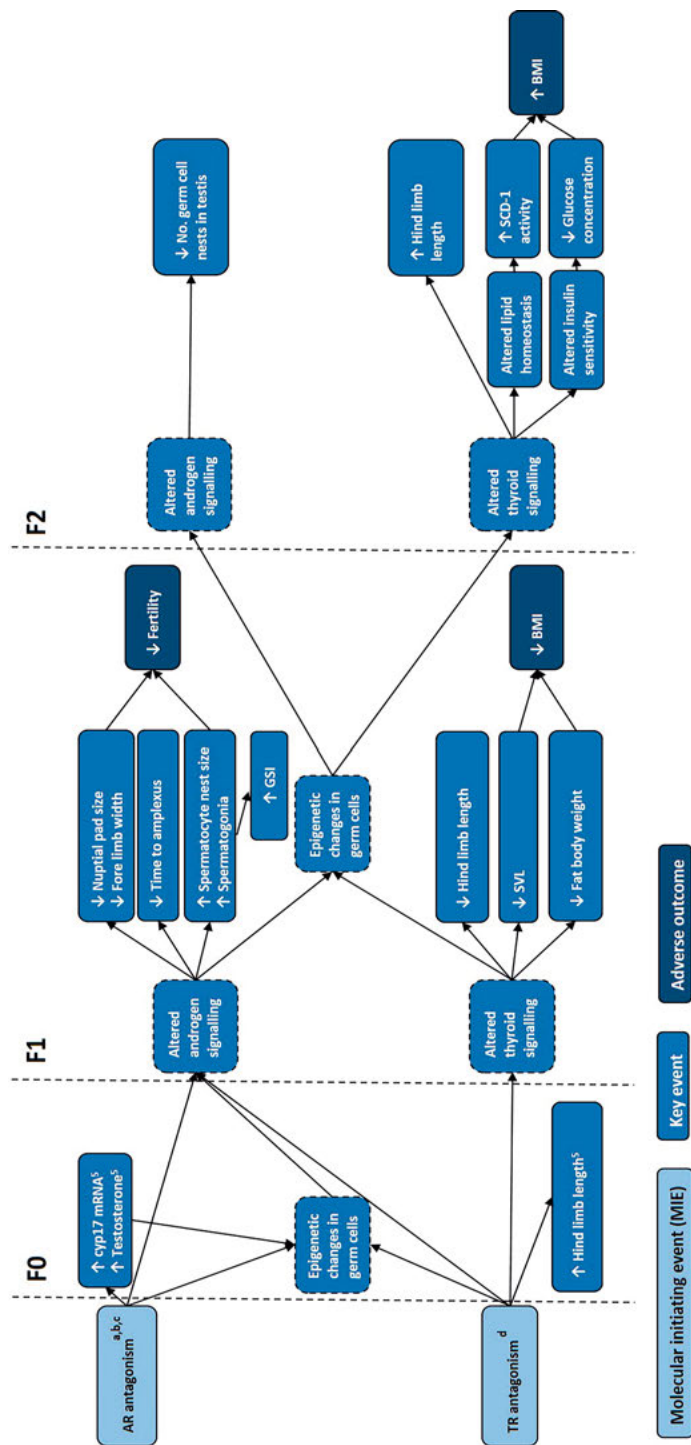 F0
F1
F2
AR antagonism a,b,c
TR antagonism d
↑ cyp17 mRNA5
↑ Testosterone5
Epigenetic
changes in
germ cells
↑ Hind limb length5
Altered
androgen
signalling
Altered
thyroid
signalling
↓ Nuptial pad size
↓ Fore limb width
↓ Time to amplexus
↑ Spermatocyte nest size
↑ Spermatogonia
↑ GSI
↓ Fertility
Epigenetic
changes in
germ cells
↓ Hind limb length
↓ SVL
↓ Fat body weight
↓ BMI
Altered
androgen
signalling
↓ No. germ cell
nests in testis
Altered
thyroid
signalling
↑ Hind limb
length
Altered lipid
homeostasis
↑ SCD-1
activity
Altered insulin
sensitivity
↓ Glucose
concentration
↑ BMI
Molecular initiating event (MIE)
Key event
Adverse outcome